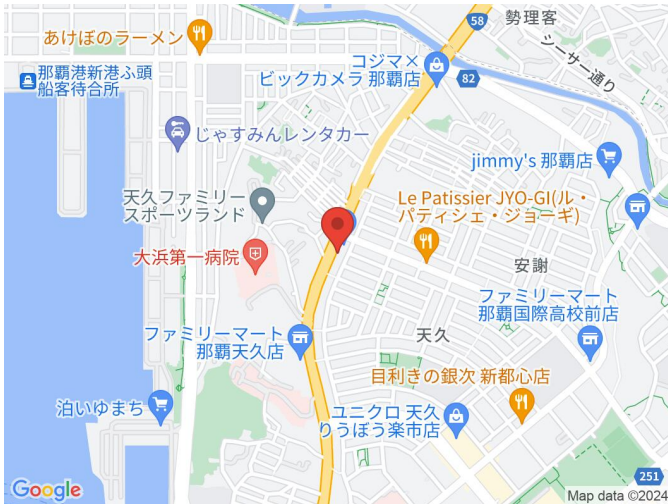 勢理客
58
あけぼのラーメン
シーサー通り
コジマ×
ビックカメラ 那覇店
82
那覇港新港ふ頭
船客待合所
じゃすみんレンタカー
jimmy's 那覇店
天久ファミリー
スポーツランド
Le Patissier JYO-GI(ル・
パティシェ・ジョーギ)
大浜第一病院
安謝
ファミリーマート
那覇国際高校前店
ファミリーマート
那覇天久店
天久
目利きの銀次 新都心店
泊いゆまち
ユニクロ 天久
りうぼう楽市店
251
Google
Map data ©2024